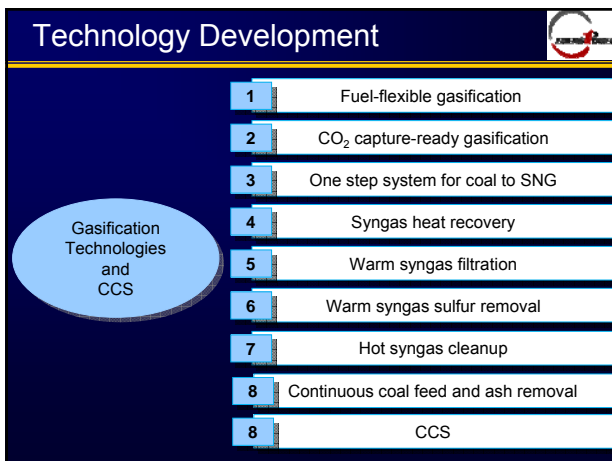 Technology Development
Gasification
Technologies
and
CCS
1 Fuel-flexible gasification
2 CO₂ capture-ready gasification
3 One step system for coal to SNG
4 Syngas heat recovery
5 Warm syngas filtration
6 Warm syngas sulfur removal
7 Hot syngas cleanup
8 Continuous coal feed and ash removal
8 CCS